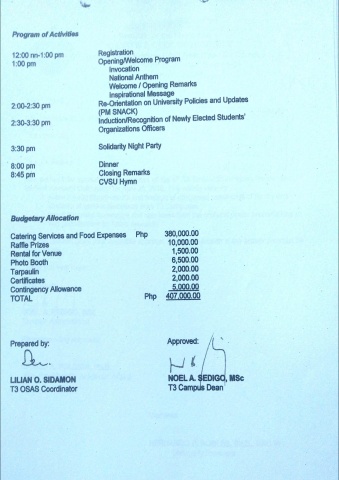 Program of Activities
12:00 nn-1:00 pm Registration
1:00 pm Opening/Welcome Program
Invocation
National Anthem
Welcome / Opening Remarks
Inspirational Message
2:00-2:30 pm Re-Orientation on University Policies and Updates
(PM SNACK)
2:30-3:30 pm Induction/Recognition of Newly Elected Students'
Organizations Officers
3:30 pm Solidarity Night Party
6:00 pm Dinner
8:45 pm Closing Remarks
CVSU Hymn
Budgetary Allocation
Catering Services and Food Expenses Php 380,000.00
Raffle Prizes 10,000.00
Rental for Venue 1,500.00
Photo Booth 6,500.00
Tarpaulin 2,000.00
Certificates 2,000.00
Contingency Allowance 5,000.00
TOTAL Php 407,000.00
Prepared by: Approved:
LILIAN O. SIDAMON NOEL A. SEDIGO, MSc
T3 OSAS Coordinator T3 Campus Dean